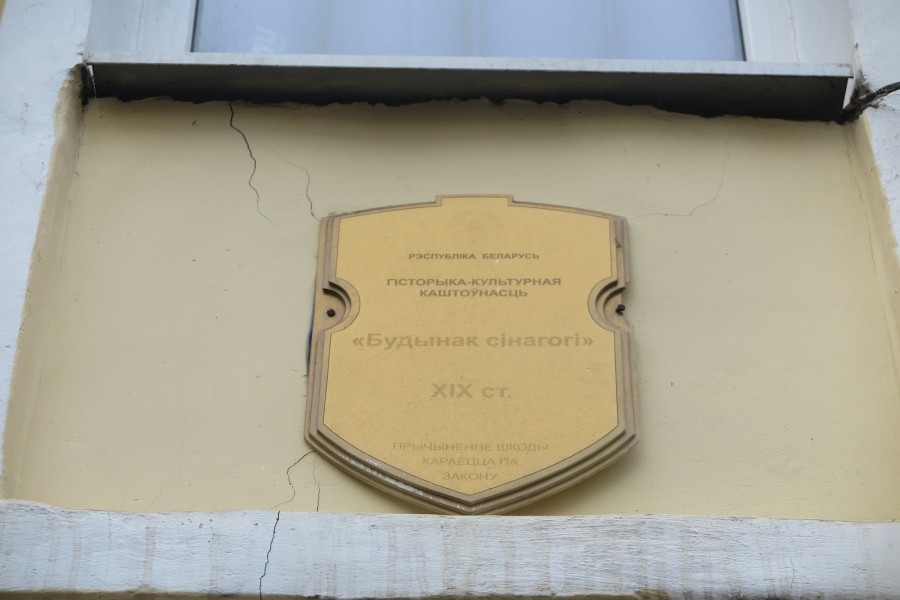 РЭСПУБЛІКА БЕЛАРУСЬ
ГІСТОРЫКА-КУЛЬТУРНАЯ
КАШТОЎНАСЦЬ
«Будынак сінагогі»
XIX ст.
ПРЫЧЫНЕННЕ ШКОДЫ
КАРАЕЦЦА ПА
ЗАКОНУ